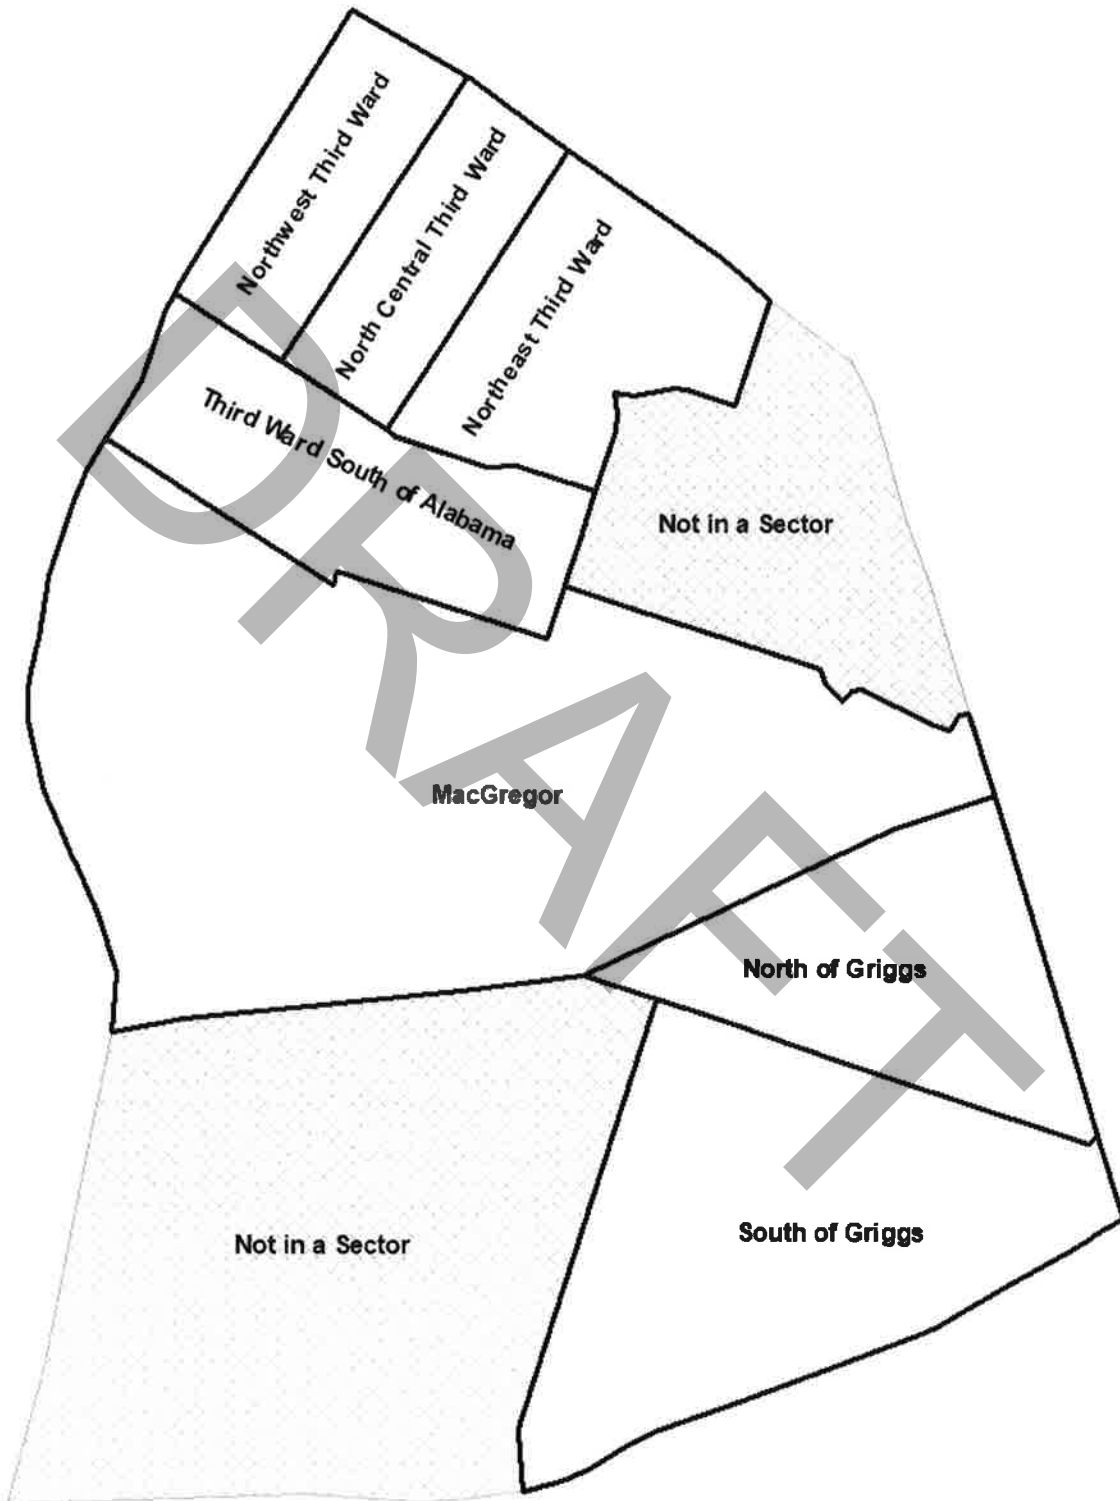 Northwest Third Ward
North Central Third Ward
Northeast Third Ward
Third Ward South of Alabama
Not in a Sector
MacGregor
North of Griggs
South of Griggs
Not in a Sector
DRAFT